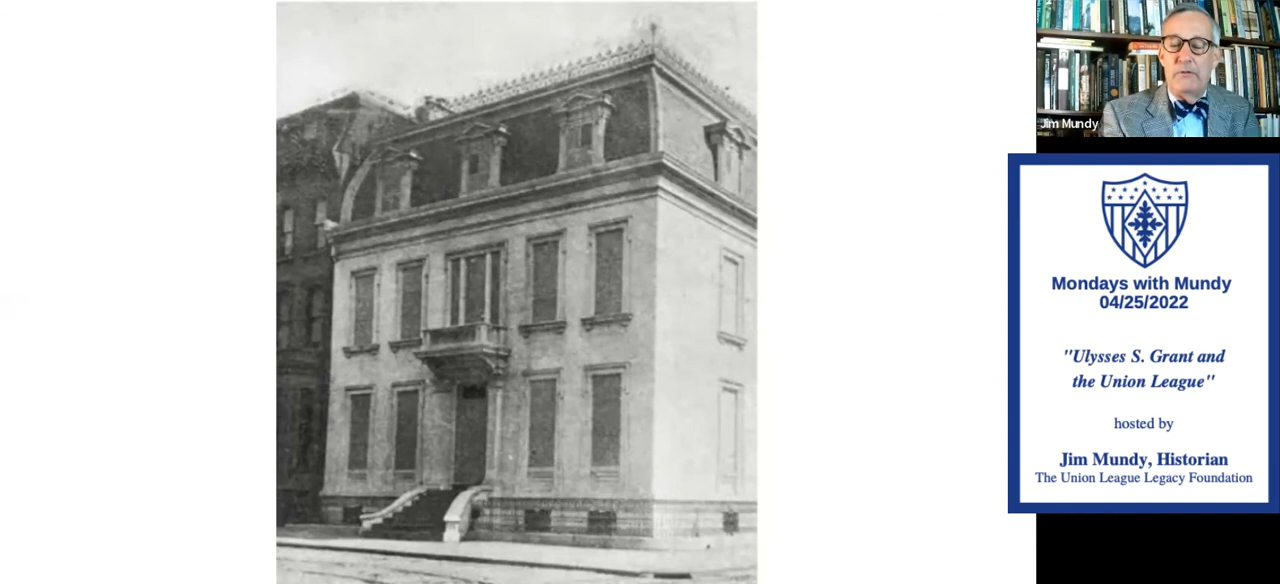 Jim Mundy
Mondays with Mundy
04/25/2022
"Ulysses S. Grant and
the Union League"
hosted by
Jim Mundy, Historian
The Union League Legacy Foundation